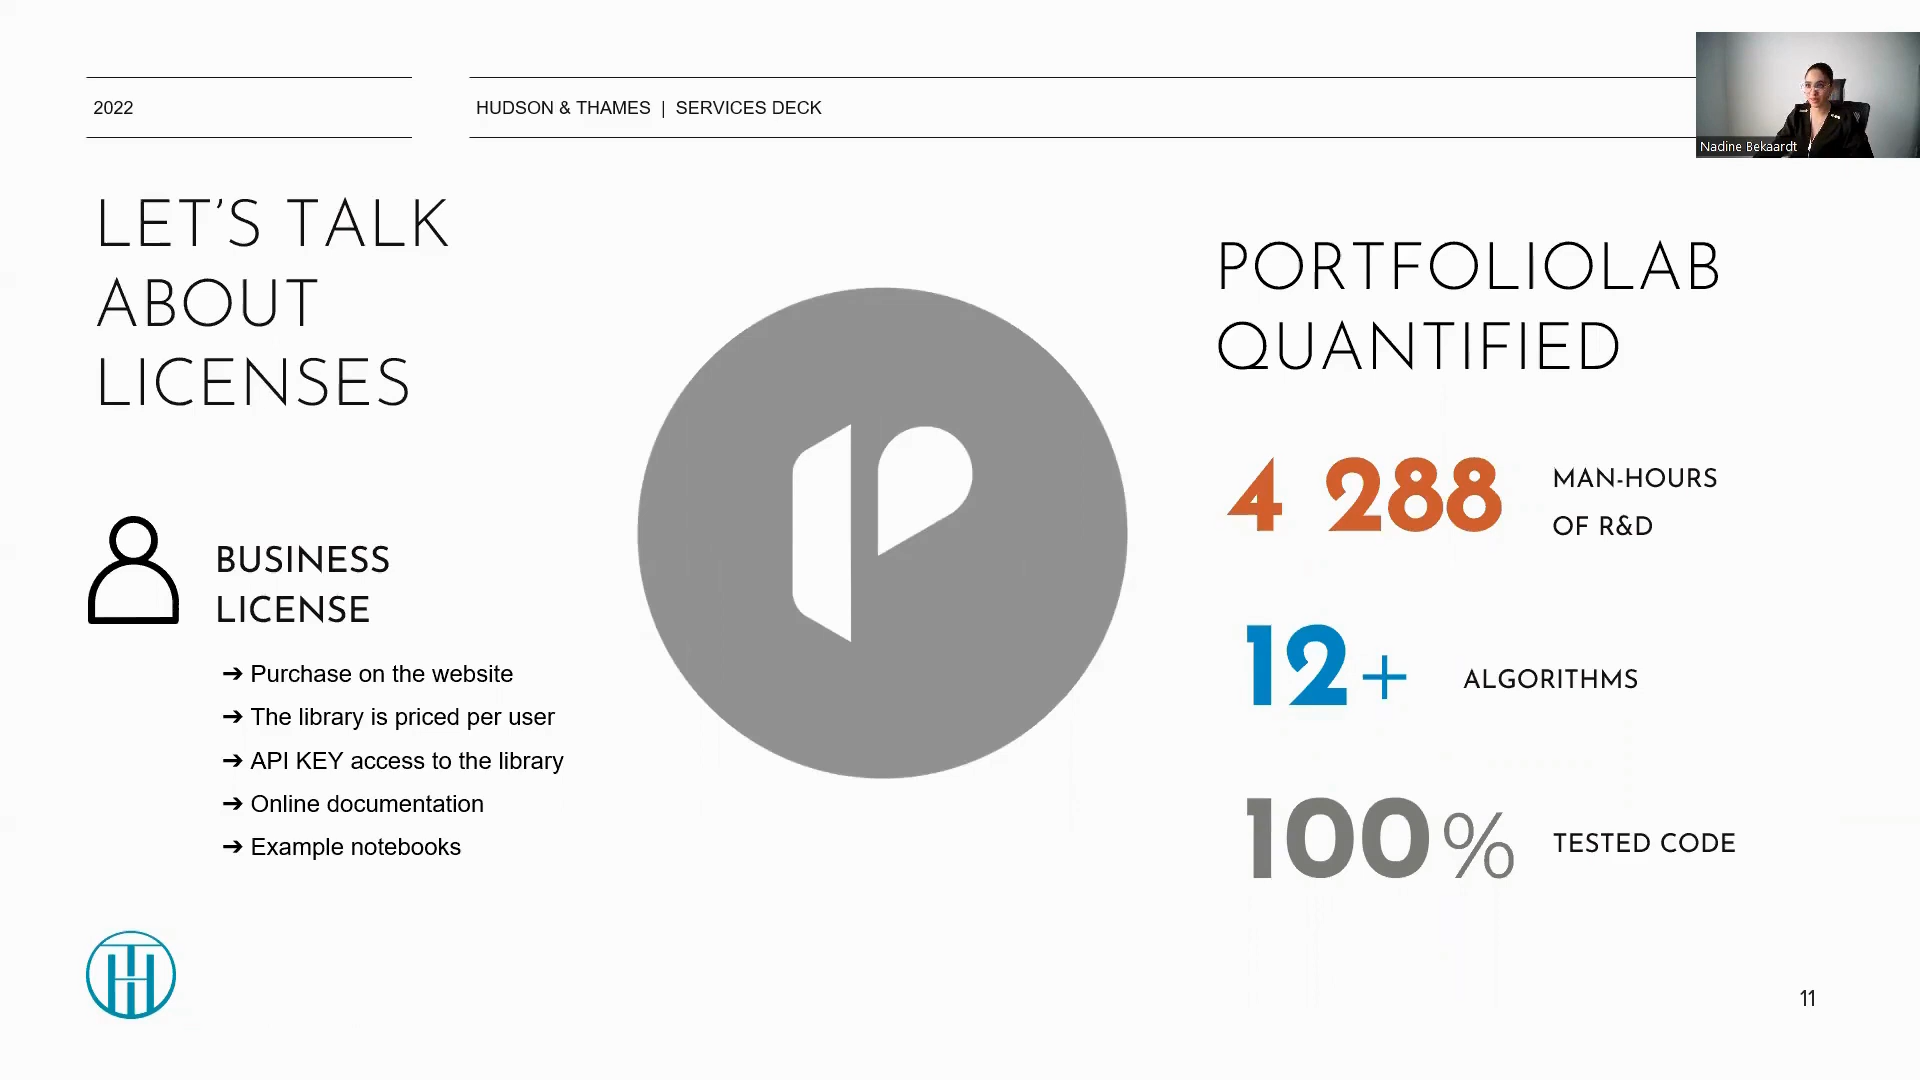 2022
HUDSON & THAMES | SERVICES DECK
Nadine Bekaardt
LET’S TALK
ABOUT
LICENSES
BUSINESS
LICENSE
➔ Purchase on the website
➔ The library is priced per user
➔ API KEY access to the library
➔ Online documentation
➔ Example notebooks
PORTFOLIOLAB
QUANTIFIED
4 288 MAN-HOURS
OF R&D
12+ ALGORITHMS
100% TESTED CODE
11